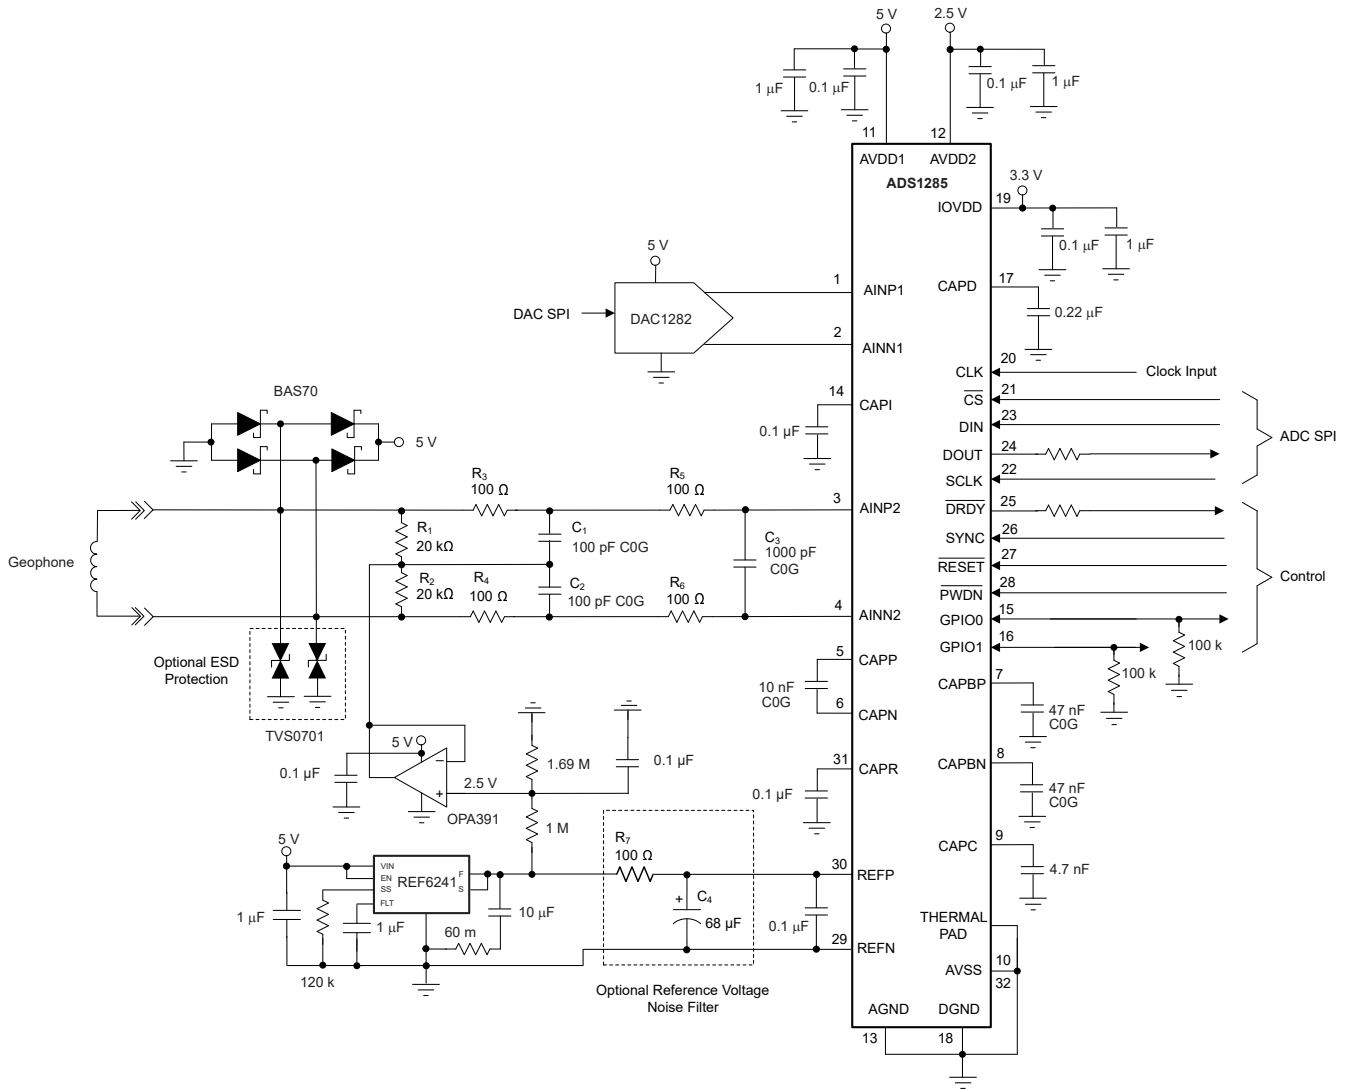 5 V
2.5 V
1 µF
0.1 µF
0.1 µF
1 µF
11
12
AVDD1
AVDD2
ADS1285
3.3 V
19
IOVDD
0.1 µF
1 µF
5 V
DAC SPI
DAC1282
1
AINP1
2
AINN1
17
CAPD
0.22 µF
20
CLK
Clock Input
21
CS
23
DIN
24
DOUT
22
SCLK
ADC SPI
25
DRDY
26
SYNC
27
RESET
28
PWDN
15
GPIO0
16
GPIO1
Control
100 k
100 k
14
CAPI
0.1 µF
BAS70
5 V
Geophone
R1
20 kΩ
R2
20 kΩ
R3
100 Ω
R4
100 Ω
C1
100 pF C0G
C2
100 pF C0G
R5
100 Ω
R6
100 Ω
C3
1000 pF
C0G
3
AINP2
4
AINN2
Optional ESD
Protection
TVS0701
5
CAPP
10 nF
C0G
6
CAPN
7
CAPBP
47 nF
C0G
8
CAPBN
47 nF
C0G
31
CAPR
0.1 µF
9
CAPC
4.7 nF
5 V
0.1 µF
−
+
2.5 V
OPA391
1.69 M
0.1 µF
1 M
5 V
VIN
EN
SS
FLT
REF6241
F
S
1 µF
120 k
1 µF
60 m
10 µF
R7
100 Ω
+
C4
68 µF
0.1 µF
30
REFP
29
REFN
Optional Reference Voltage
Noise Filter
THERMAL
PAD
10
AVSS
32
AGND
DGND
13
18